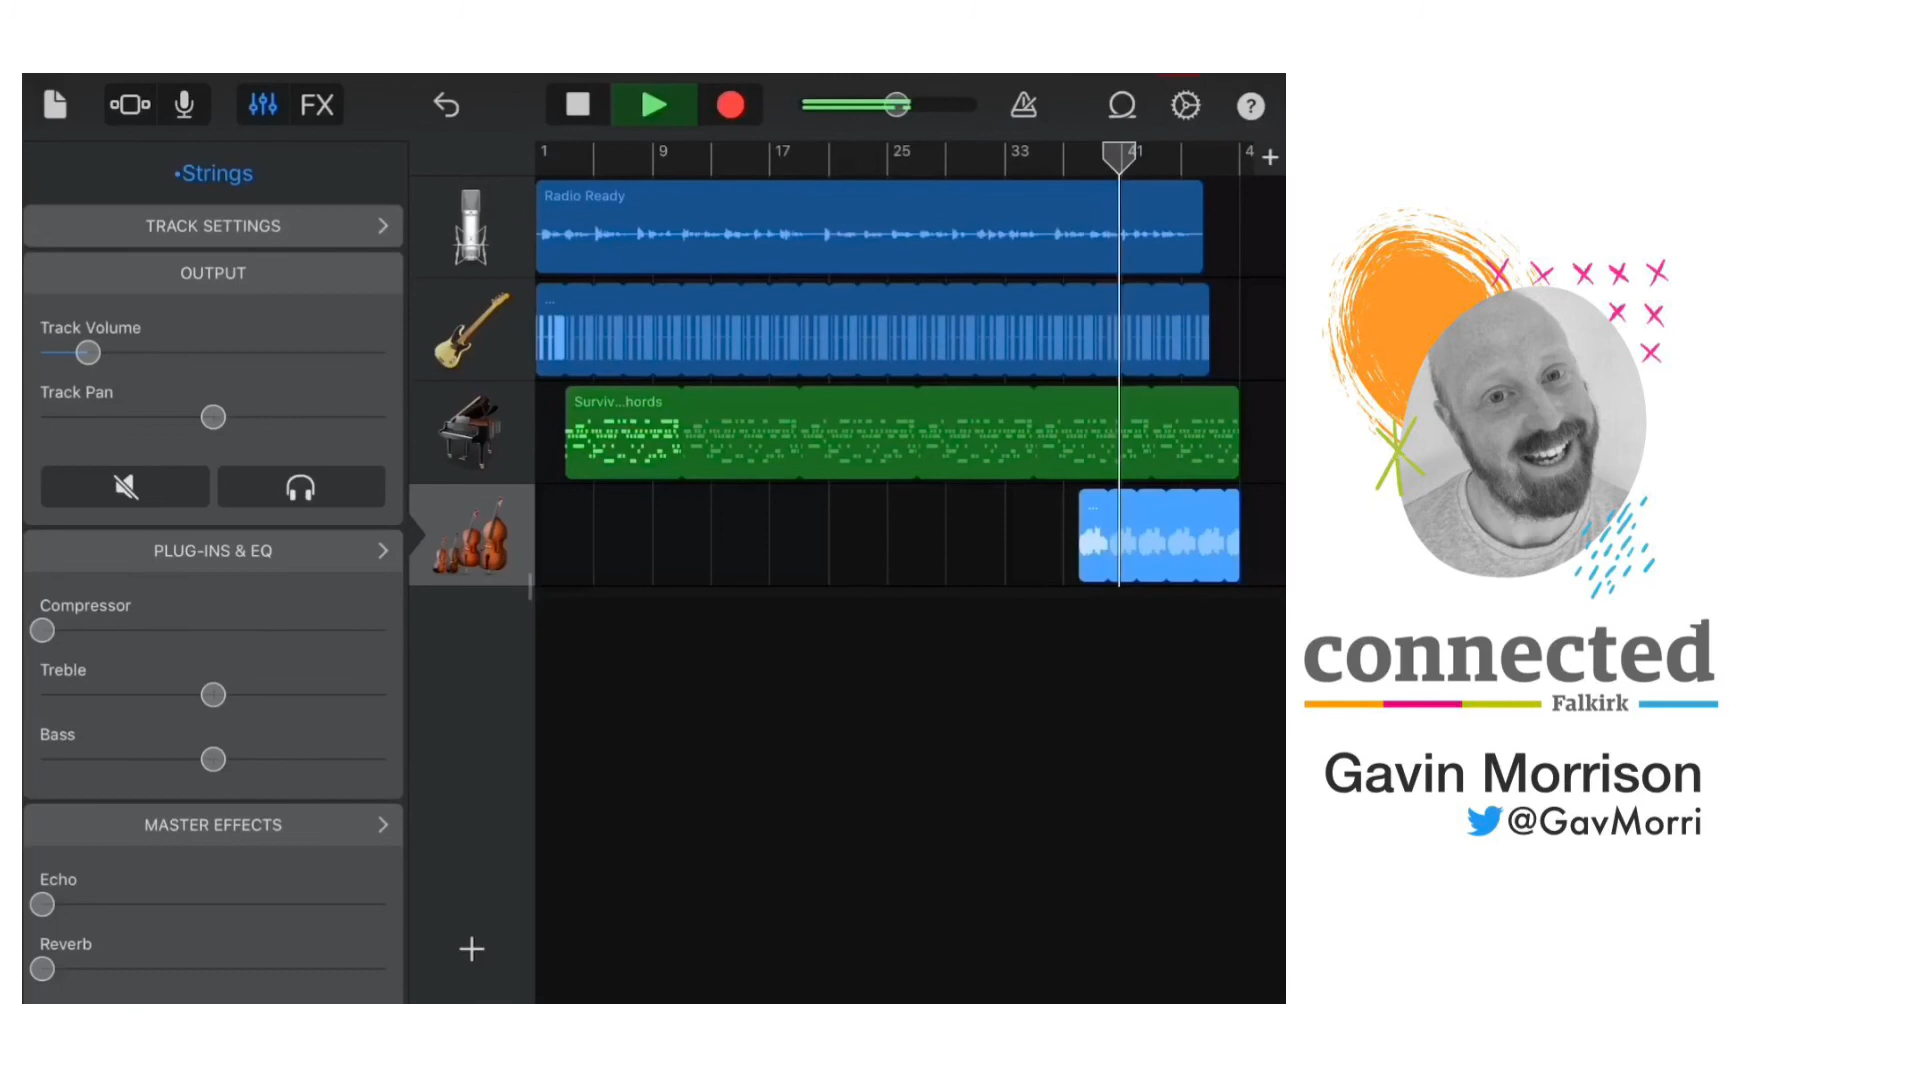 FX
?
•Strings
TRACK SETTINGS
OUTPUT
Track Volume
Track Pan
PLUG-INS & EQ
Compressor
Treble
Bass
MASTER EFFECTS
Echo
Reverb
1 9 17 25 33 41 4 +
Radio Ready
...
Surviv...hords
...
connected
Falkirk
Gavin Morrison
@GavMorri